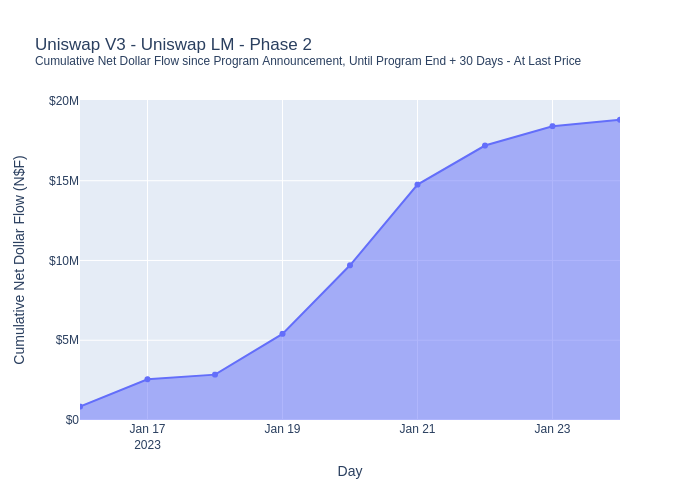 Uniswap V3 - Uniswap LM - Phase 2
Cumulative Net Dollar Flow since Program Announcement, Until Program End + 30 Days - At Last Price
$20M
$15M
$10M
$5M
$0
Cumulative Net Dollar Flow (N$F)
Jan 17
2023
Jan 19
Jan 21
Jan 23
Day